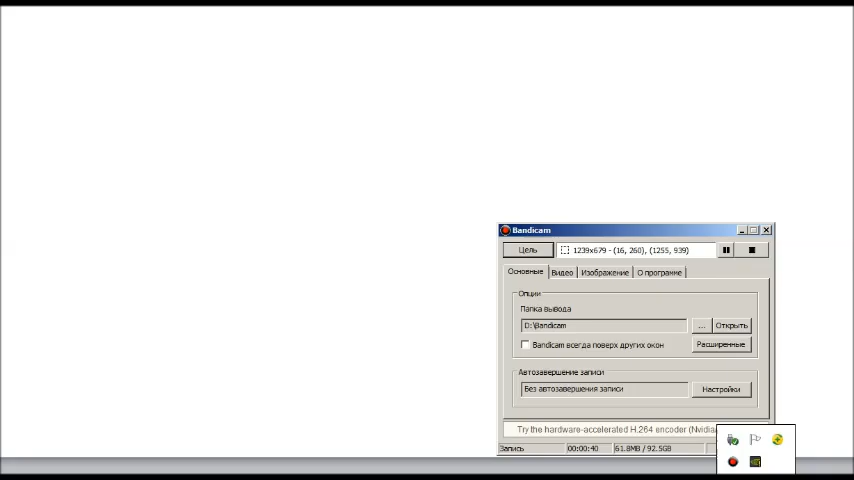 Bandicam
Цель
1239x679 - (16, 260), (1255, 939)
Основные Видео Изображение О программе
Опции
Папка вывода
D:\Bandicam ... Открыть
Bandicam всегда поверх других окон Расширенные
Автозавершение записи
Без автозавершения записи Настройки
Try the hardware-accelerated H.264 encoder (Nvidia
Запись 00:00:40 61.8MB / 92.5GB